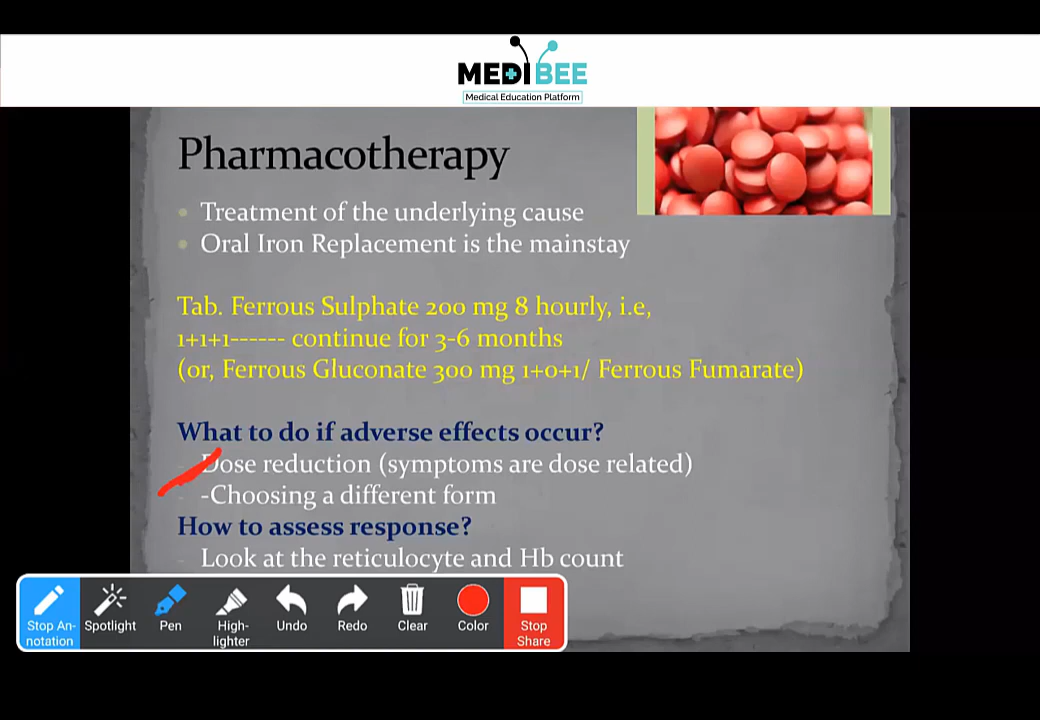 MEDIBEE
Medical Education Platform
Pharmacotherapy
Treatment of the underlying cause
Oral Iron Replacement is the mainstay
Tab. Ferrous Sulphate 200 mg 8 hourly, i.e,
1+1+1------ continue for 3-6 months
(or, Ferrous Gluconate 300 mg 1+0+1/ Ferrous Fumarate)
What to do if adverse effects occur?
- Dose reduction (symptoms are dose related)
- -Choosing a different form
How to assess response?
- Look at the reticulocyte and Hb count
Stop An-
notation
Spotlight
Pen
High-
lighter
Undo
Redo
Clear
Color
Stop
Share